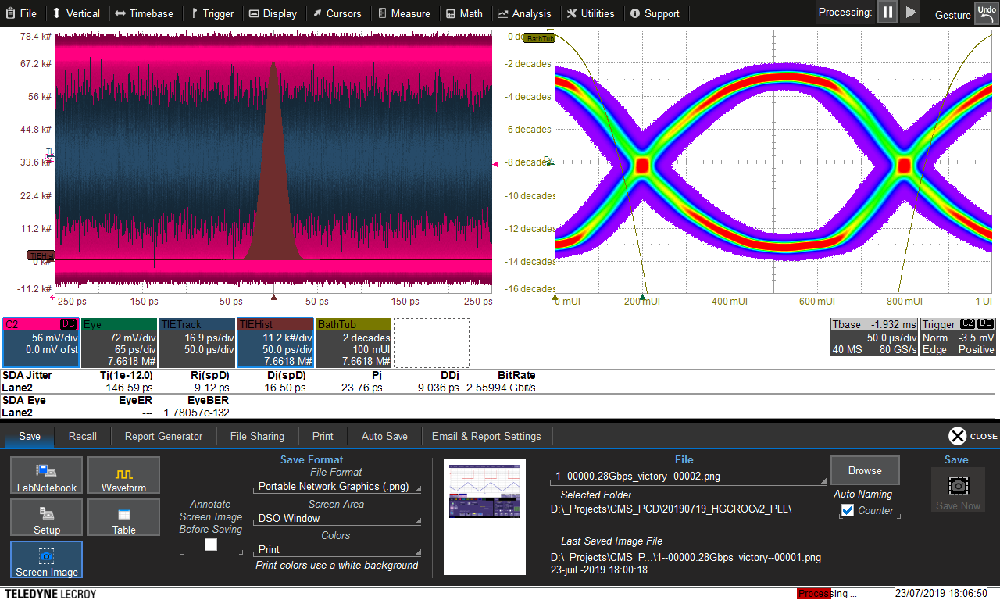 File Vertical Timebase Trigger Display Cursors Measure Math Analysis Utilities Support Processing: Gesture Undo
78.4 k#
67.2 k#
56 k#
44.8 k#
33.6 k#
22.4 k#
11.2 k#
TIEHist
0 k#
-11.2 k#
-250 ps -150 ps -50 ps 50 ps 150 ps 250 ps
BathTub
-2 decades
-4 decades
-6 decades
-8 decades
-10 decades
-12 decades
-14 decades
-16 decades
0 mUI 200 mUI 400 mUI 600 mUI 800 mUI 1 UI
C2 DC
56 mV/div
0.0 mV ofst
Eye
72 mV/div
65 ps/div
7.6618 M#
TIETrack
16.9 ps/div
50.0 µs/div
TIEHist
11.2 k#/div
50.0 ps/div
7.6618 M#
BathTub
2 decades
100 mUI
7.6618 M#
Tbase -1.932 ms
50.0 µs/div
40 MS 80 GS/s
Trigger C2 DC
Norm. -3.5 mV
Edge Positive
SDA Jitter Tj(1e-12.0) Rj(spD) Dj(spD) Pj DDj BitRate
Lane2 146.59 ps 9.12 ps 16.50 ps 23.76 ps 9.036 ps 2.55994 Gbit/s
SDA Eye EyeER EyeBER
Lane2 --- 1.78057e-132
Save Recall Report Generator File Sharing Print Auto Save Email & Report Settings CLOSE
LabNotebook
Waveform
Setup
Table
Screen Image
Annotate
Screen Image
Before Saving
Save Format
File Format
Portable Network Graphics (.png)
Screen Area
DSO Window
Colors
Print
Print colors use a white background
File
1--00000.28Gbps_victory--00002.png
Browse
Selected Folder
D:\_Projects\CMS_PCD\20190719_HGCROCv2_PLL\
Auto Naming
Counter
Last Saved Image File
D:\_Projects\CMS_P...\1--00000.28Gbps_victory--00001.png
23-juil.-2019 18:00:18
Save
Save Now
TELEDYNE LECROY
Processing ...
23/07/2019 18:06:50